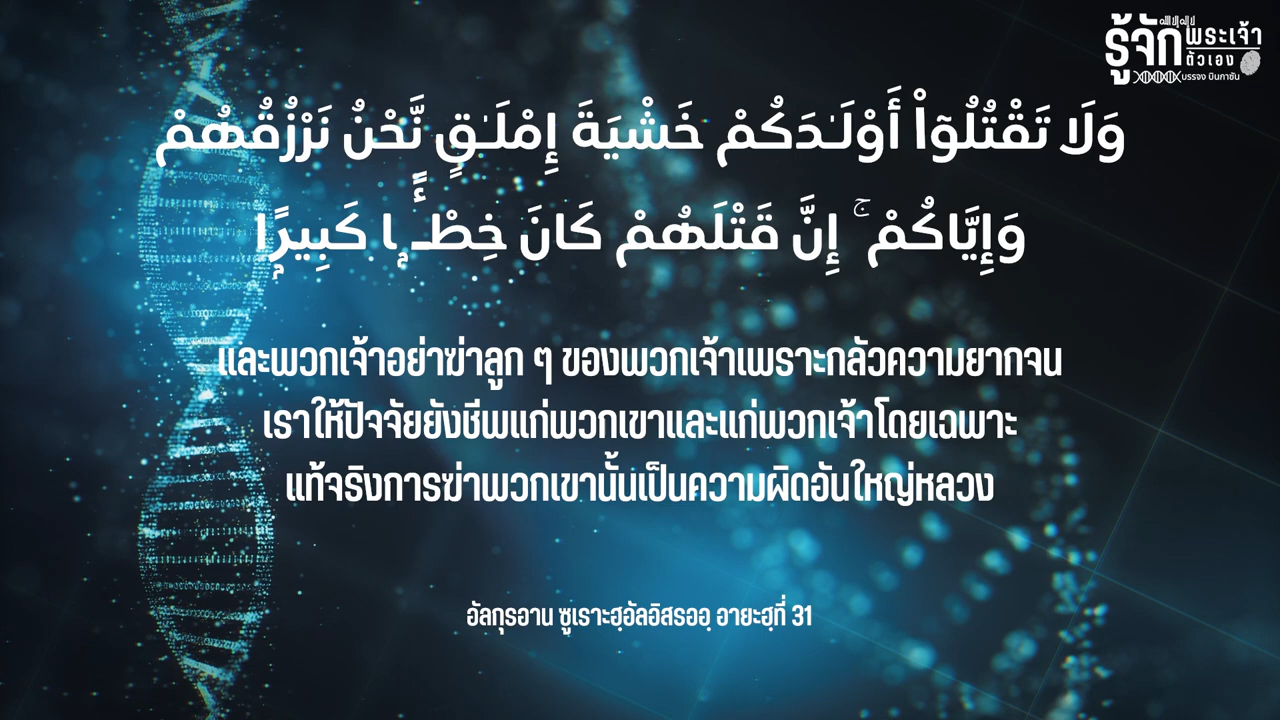 รู้จัก พระเจ้า
ตัวเอง
บรรจง บินกาซัน
وَلَا تَقْتُلُوٓا۟ أَوْلَـٰدَكُمْ خَشْيَةَ إِمْلَـٰقٍ نَّحْنُ نَرْزُقُهُمْ
وَإِيَّاكُمْ ۚ إِنَّ قَتْلَهُمْ كَانَ خِطْـًٔا كَبِيرًا
และพวกเจ้าอย่าฆ่าลูก ๆ ของพวกเจ้าเพราะกลัวความยากจน
เราให้ปัจจัยยังชีพแก่พวกเขาและแก่พวกเจ้าโดยเฉพาะ
แท้จริงการฆ่าพวกเขานั้นเป็นความผิดอันใหญ่หลวง
อัลกุรอาน ซูเราะฮฺอัลอิสรออฺ อายะฮฺที่ 31